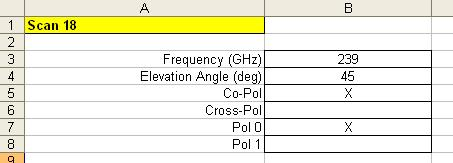 A B
1 Scan 18
2
3 Frequency (GHz) 239
4 Elevation Angle (deg) 45
5 Co-Pol X
6 Cross-Pol
7 Pol 0 X
8 Pol 1
9